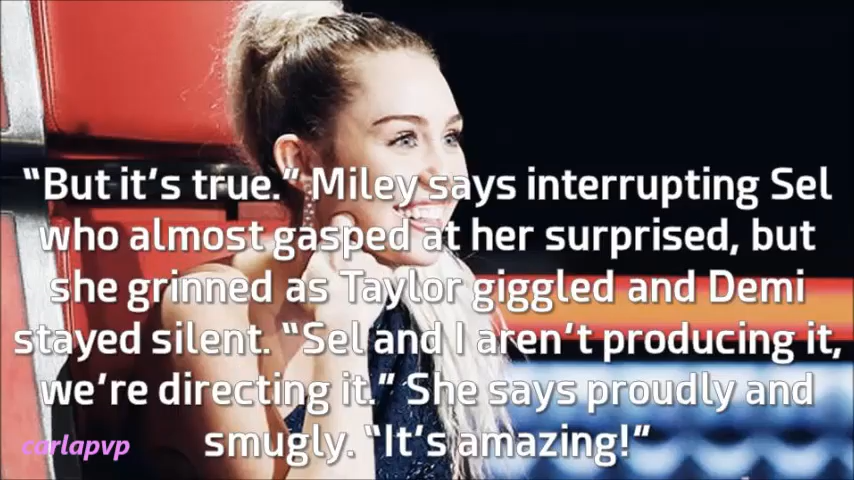 “But it’s true.” Miley says interrupting Sel
who almost gasped at her surprised, but
she grinned as Taylor giggled and Demi
stayed silent. “Sel and I aren’t producing it,
we’re directing it.” She says proudly and
smugly. “It’s amazing!“
carlapvp